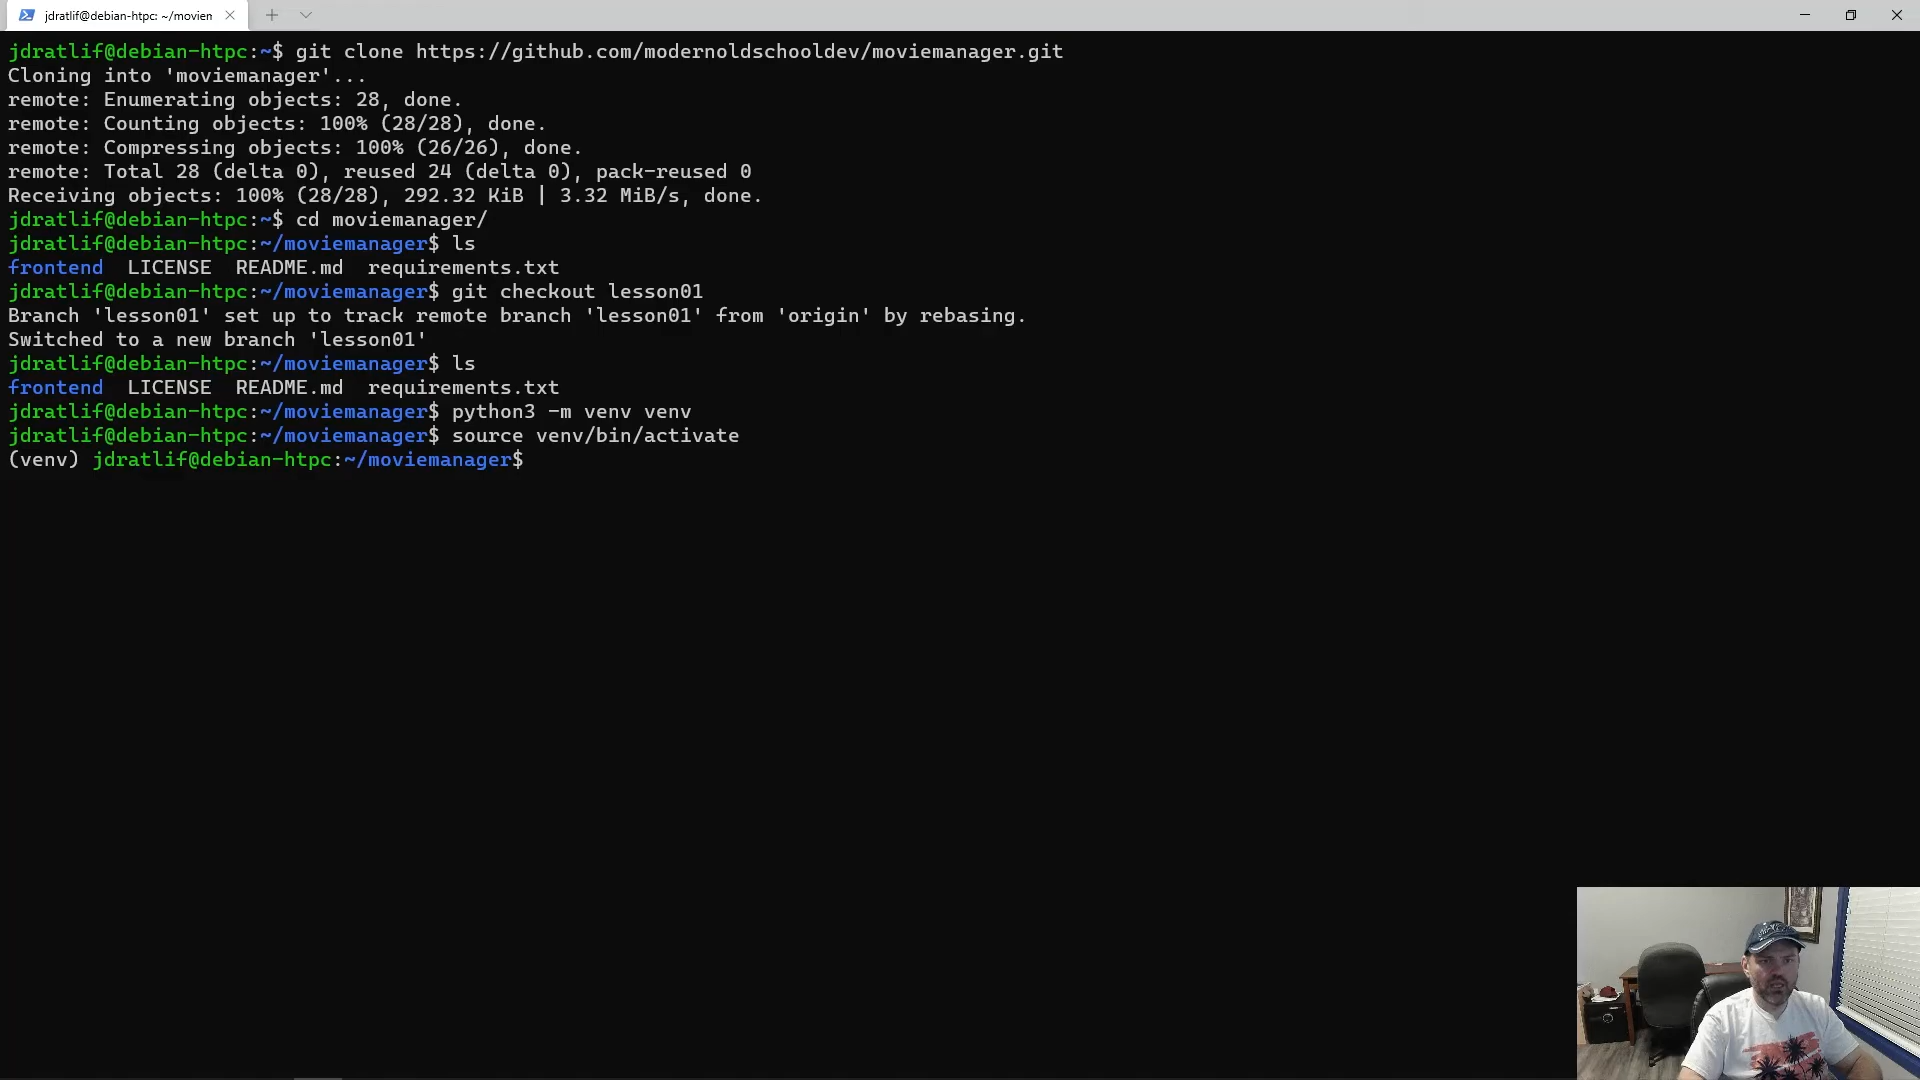 jdratlif@debian-htpc: ~/movien
jdratlif@debian-htpc:~$ git clone https://github.com/modernoldschooldev/moviemanager.git
Cloning into 'moviemanager'...
remote: Enumerating objects: 28, done.
remote: Counting objects: 100% (28/28), done.
remote: Compressing objects: 100% (26/26), done.
remote: Total 28 (delta 0), reused 24 (delta 0), pack-reused 0
Receiving objects: 100% (28/28), 292.32 KiB | 3.32 MiB/s, done.
jdratlif@debian-htpc:~$ cd moviemanager/
jdratlif@debian-htpc:~/moviemanager$ ls
frontend  LICENSE  README.md  requirements.txt
jdratlif@debian-htpc:~/moviemanager$ git checkout lesson01
Branch 'lesson01' set up to track remote branch 'lesson01' from 'origin' by rebasing.
Switched to a new branch 'lesson01'
jdratlif@debian-htpc:~/moviemanager$ ls
frontend  LICENSE  README.md  requirements.txt
jdratlif@debian-htpc:~/moviemanager$ python3 -m venv venv
jdratlif@debian-htpc:~/moviemanager$ source venv/bin/activate
(venv) jdratlif@debian-htpc:~/moviemanager$